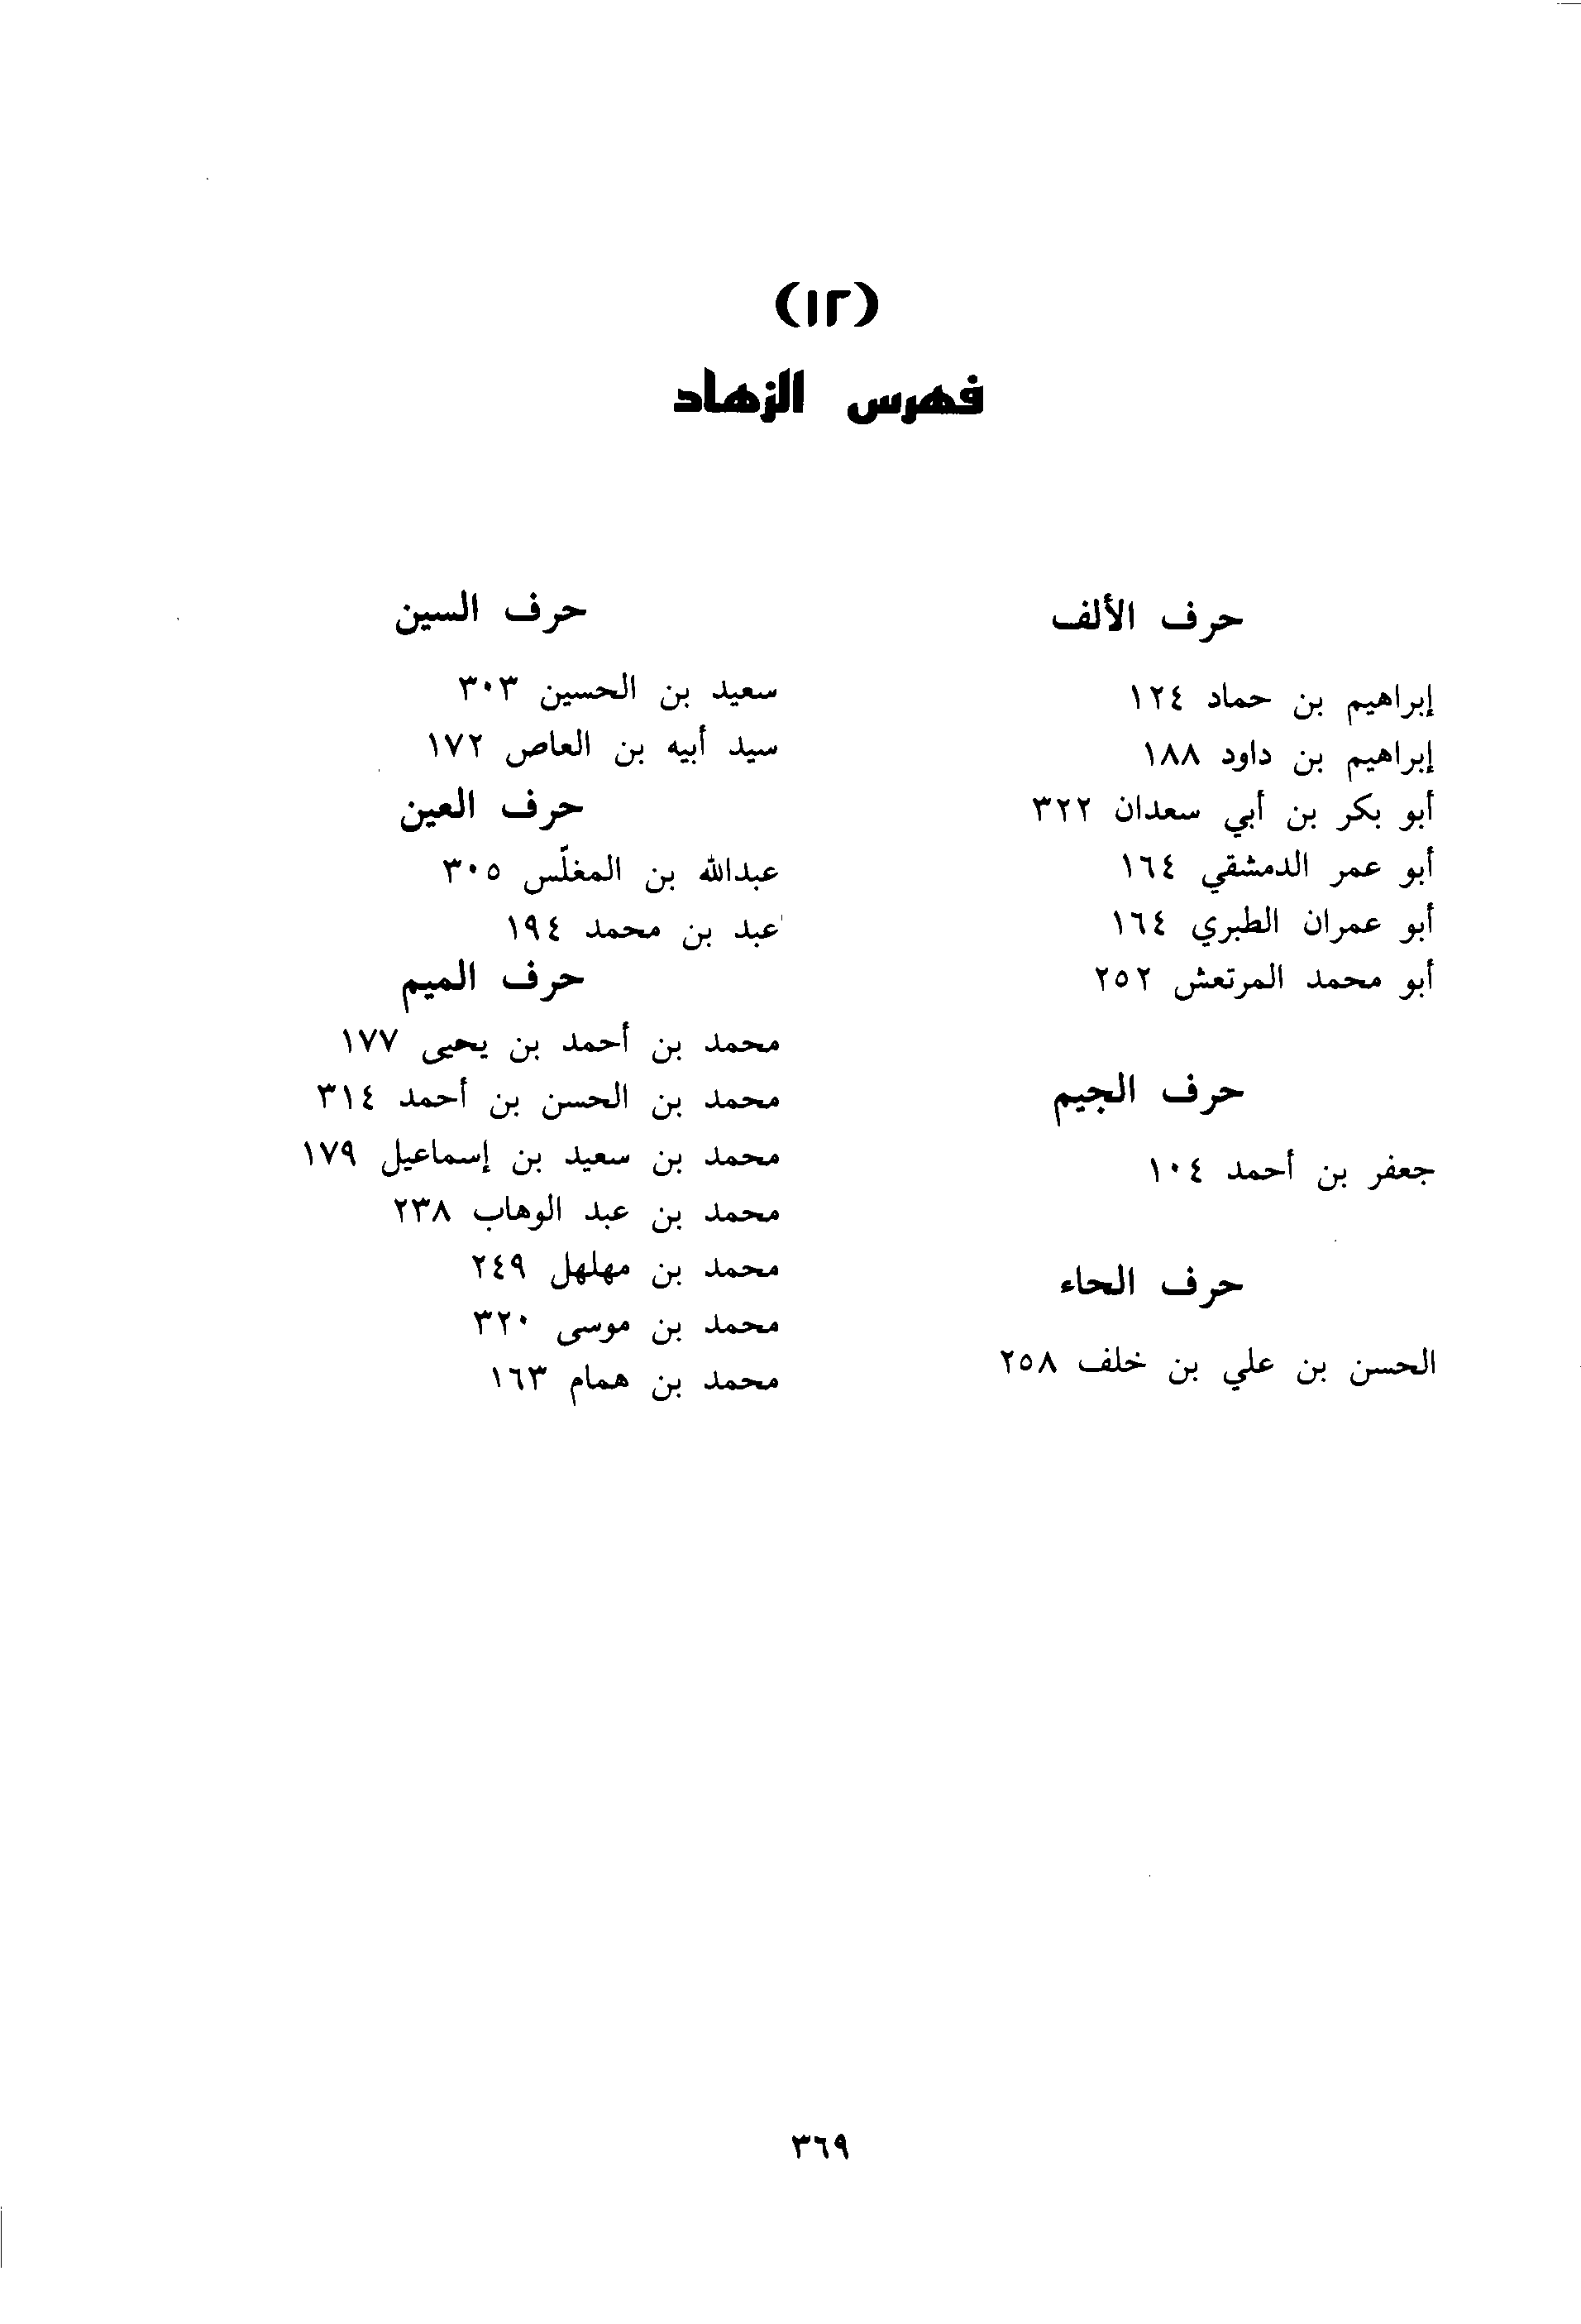 (١٢)
فهرس الزهاد
حرف الألف
إبراهيم بن حماد ١٢٤
إبراهيم بن داود ١٨٨
أبو بكر بن أبي سعدان ٣٢٢
أبو عمر الدمشقي ١٦٤
أبو عمران الطبري ١٦٤
أبو محمد المرتعش ٢٥٢
حرف الجيم
جعفر بن أحمد ١٠٤
حرف الحاء
الحسن بن علي بن خلف ٢٥٨
حرف السين
سعيد بن الحسين ٣٠٣
سيد أبيه بن العاص ١٧٢
حرف العين
عبدالله بن المغلّس ٣٠٥
عبد بن محمد ١٩٤
حرف الميم
محمد بن أحمد بن يحيى ١٧٧
محمد بن الحسن بن أحمد ٣١٤
محمد بن سعيد بن إسماعيل ١٧٩
محمد بن عبد الوهاب ٢٣٨
محمد بن مهلهل ٢٤٩
محمد بن موسى ٣٢٠
محمد بن همام ١٦٣
٣٦٩